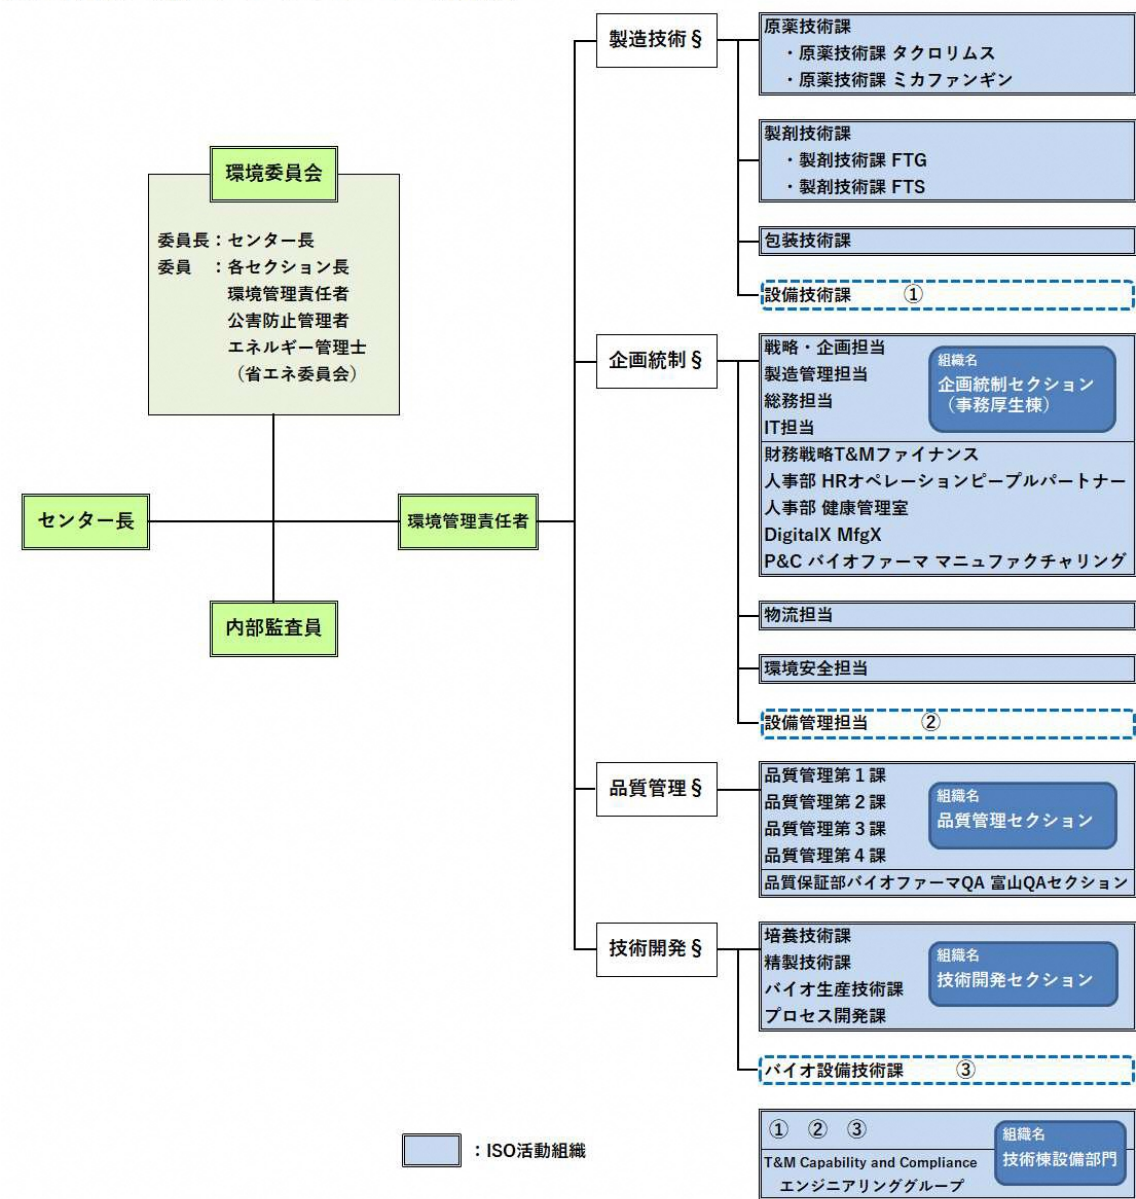 環境委員会
委員長：センター長
委員　：各セクション長
環境管理責任者
公害防止管理者
エネルギー管理士
（省エネ委員会）
センター長
環境管理責任者
内部監査員
製造技術§
原薬技術課
・原薬技術課 タクロリムス
・原薬技術課 ミカファンギン
製剤技術課
・製剤技術課 FTG
・製剤技術課 FTS
包装技術課
設備技術課 ①
企画統制§
戦略・企画担当
製造管理担当
総務担当
IT担当
組織名
企画統制セクション
（事務厚生棟）
財務戦略T&Mファイナンス
人事部 HRオペレーションピープルパートナー
人事部 健康管理室
DigitalX MfgX
P&C バイオファーマ マニュファクチャリング
物流担当
環境安全担当
設備管理担当 ②
品質管理§
品質管理第１課
品質管理第２課
品質管理第３課
品質管理第４課
組織名
品質管理セクション
品質保証部バイオファーマQA 富山QAセクション
技術開発§
培養技術課
精製技術課
バイオ生産技術課
プロセス開発課
組織名
技術開発セクション
バイオ設備技術課 ③
① ② ③
T&M Capability and Compliance
エンジニアリンググループ
組織名
技術棟設備部門
：ISO活動組織